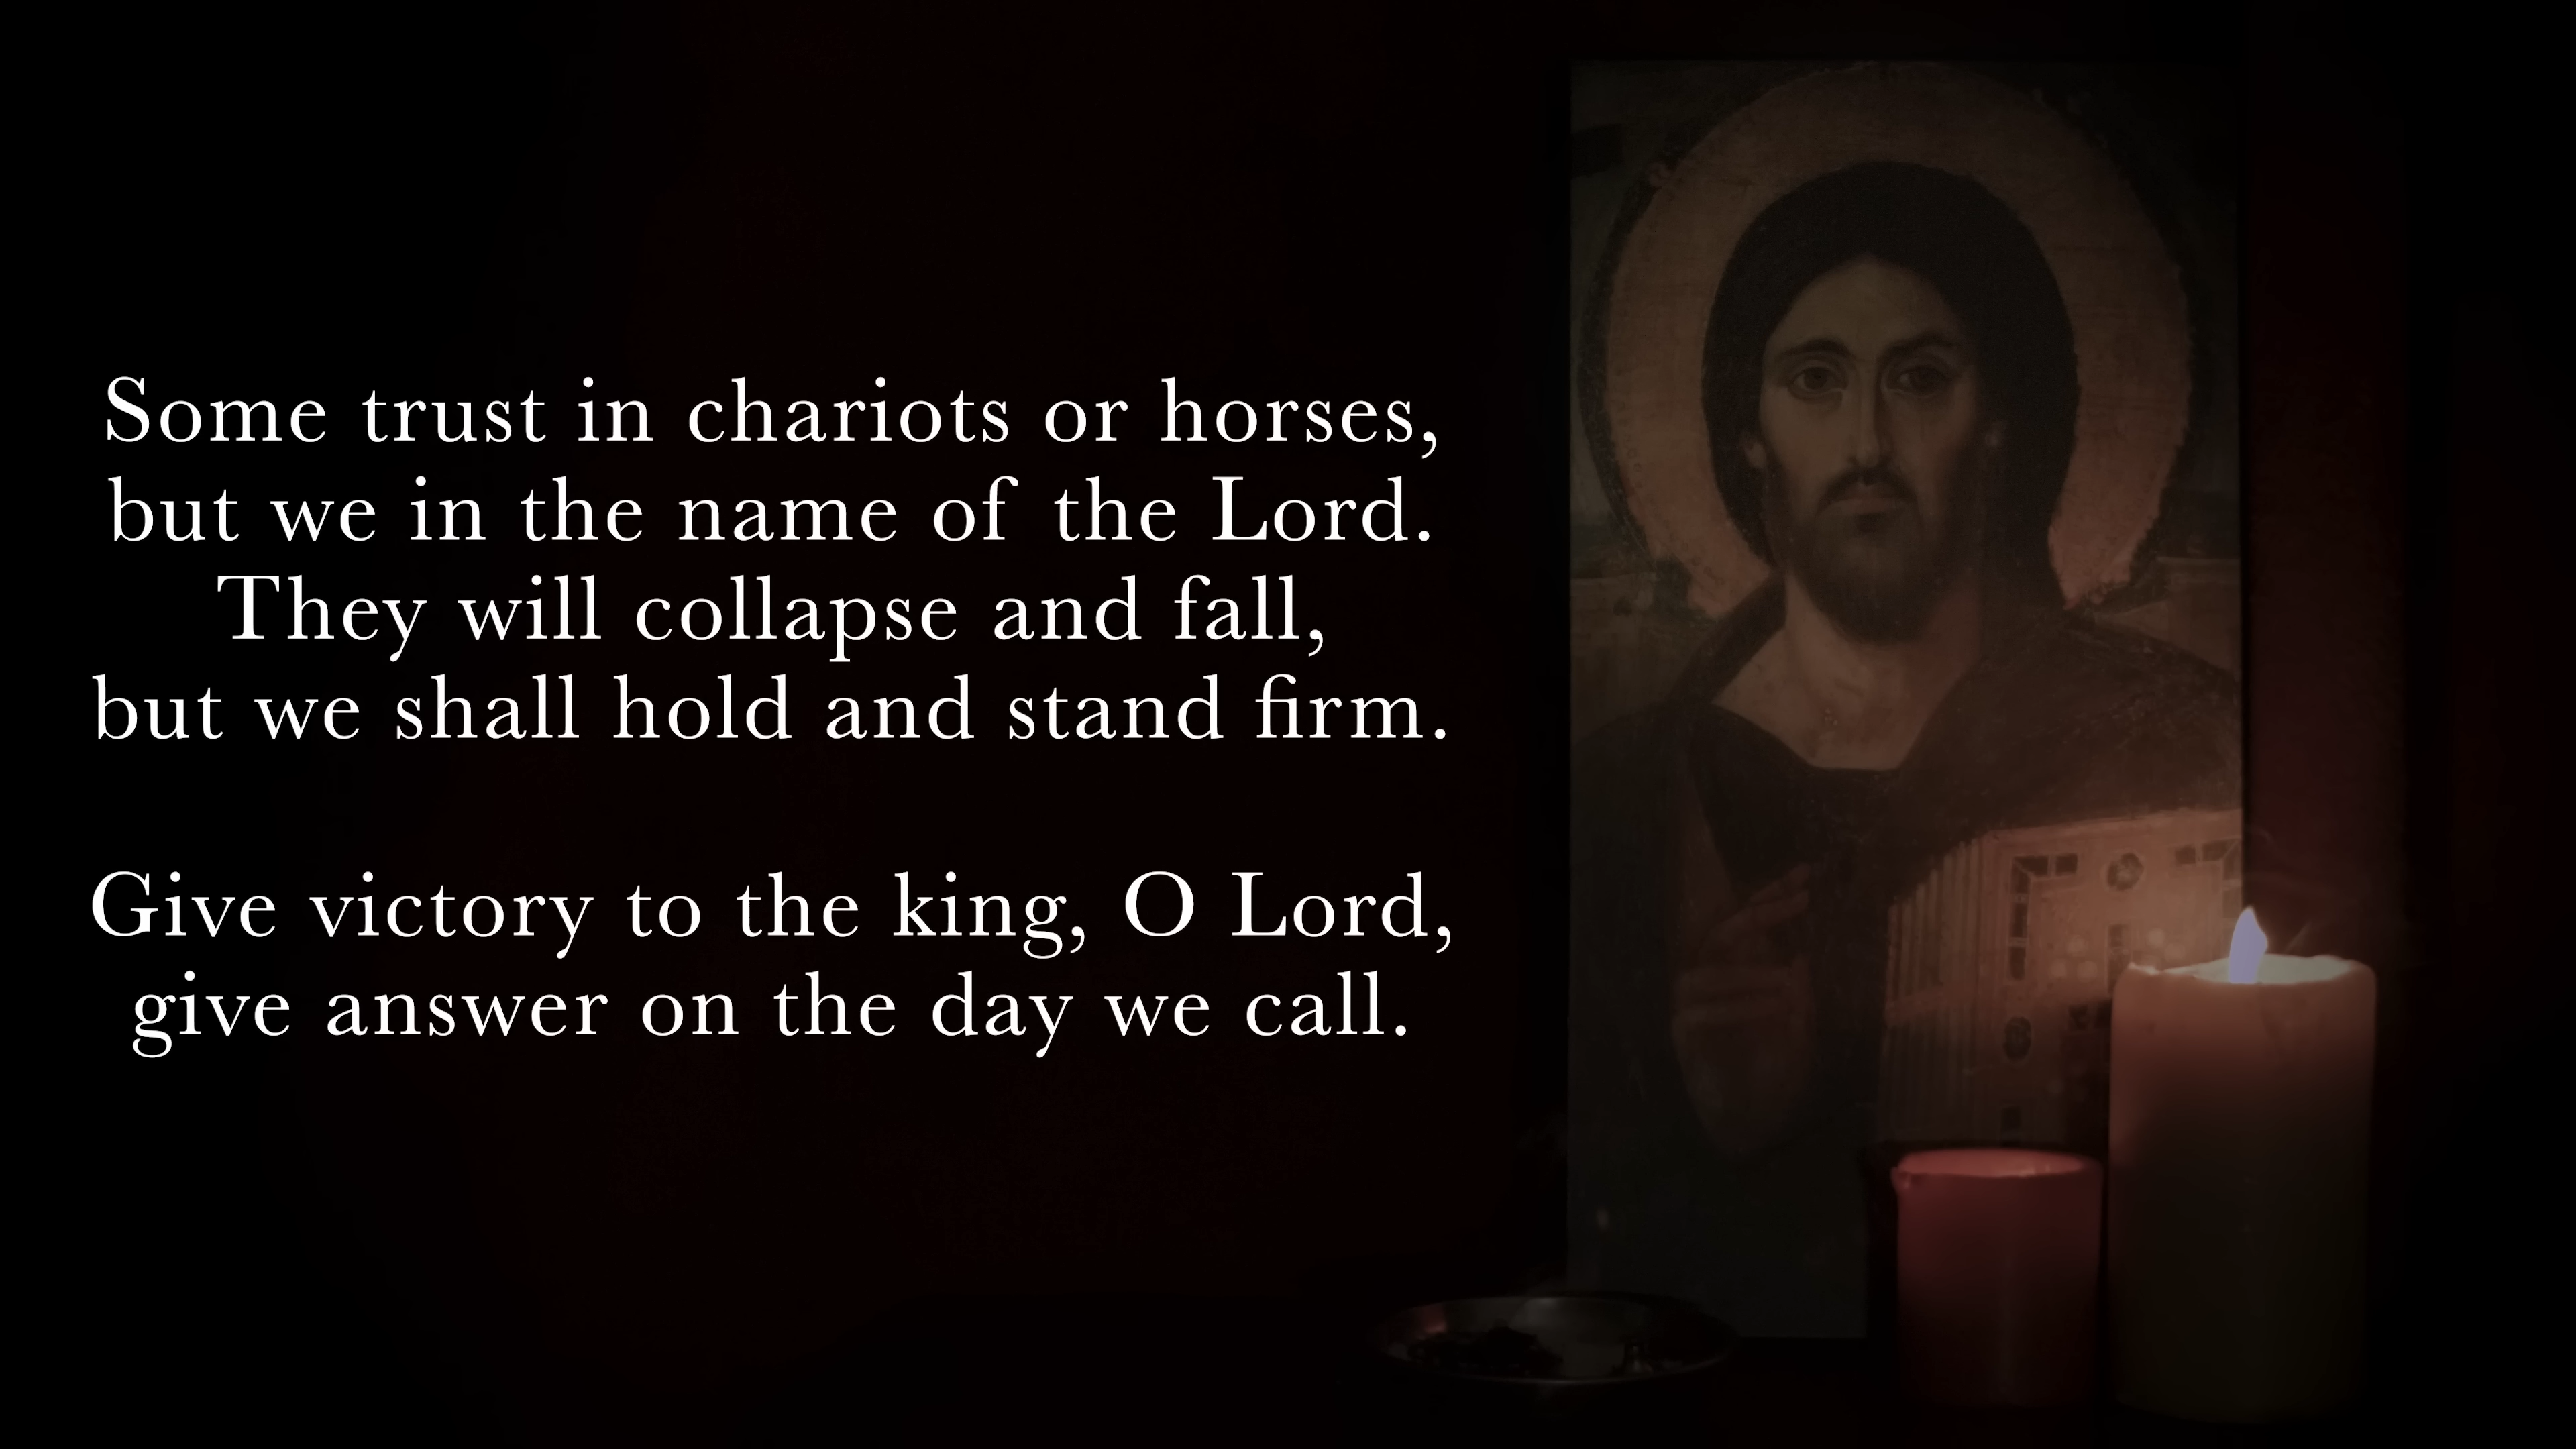 Some trust in chariots or horses,
but we in the name of the Lord.
They will collapse and fall,
but we shall hold and stand firm.
Give victory to the king, O Lord,
give answer on the day we call.